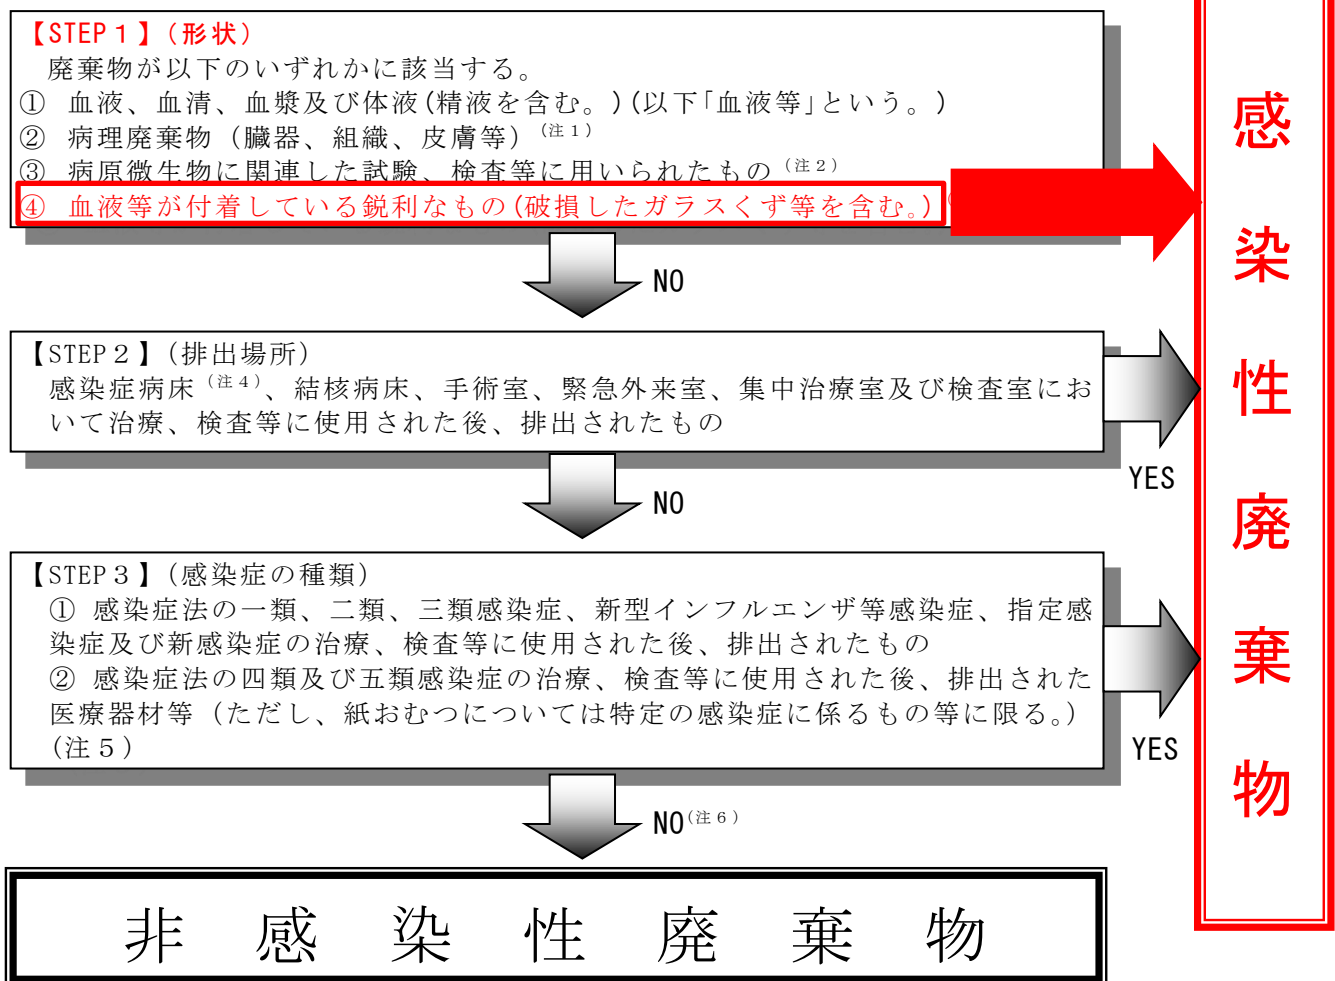 【STEP１】(形状)
廃棄物が以下のいずれかに該当する。
① 血液、血清、血漿及び体液(精液を含む。)(以下「血液等」という。)
② 病理廃棄物（臓器、組織、皮膚等）(注１)
③ 病原微生物に関連した試験、検査等に用いられたもの(注２)
④ 血液等が付着している鋭利なもの(破損したガラスくず等を含む。)
NO
【STEP２】(排出場所)
感染症病床(注４)、結核病床、手術室、緊急外来室、集中治療室及び検査室にお
いて治療、検査等に使用された後、排出されたもの
YES
NO
【STEP３】(感染症の種類)
① 感染症法の一類、二類、三類感染症、新型インフルエンザ等感染症、指定感
染症及び新感染症の治療、検査等に使用された後、排出されたもの
② 感染症法の四類及び五類感染症の治療、検査等に使用された後、排出された
医療器材等（ただし、紙おむつについては特定の感染症に係るもの等に限る。）
(注５)
YES
NO(注６)
非感染性廃棄物
感染性廃棄物